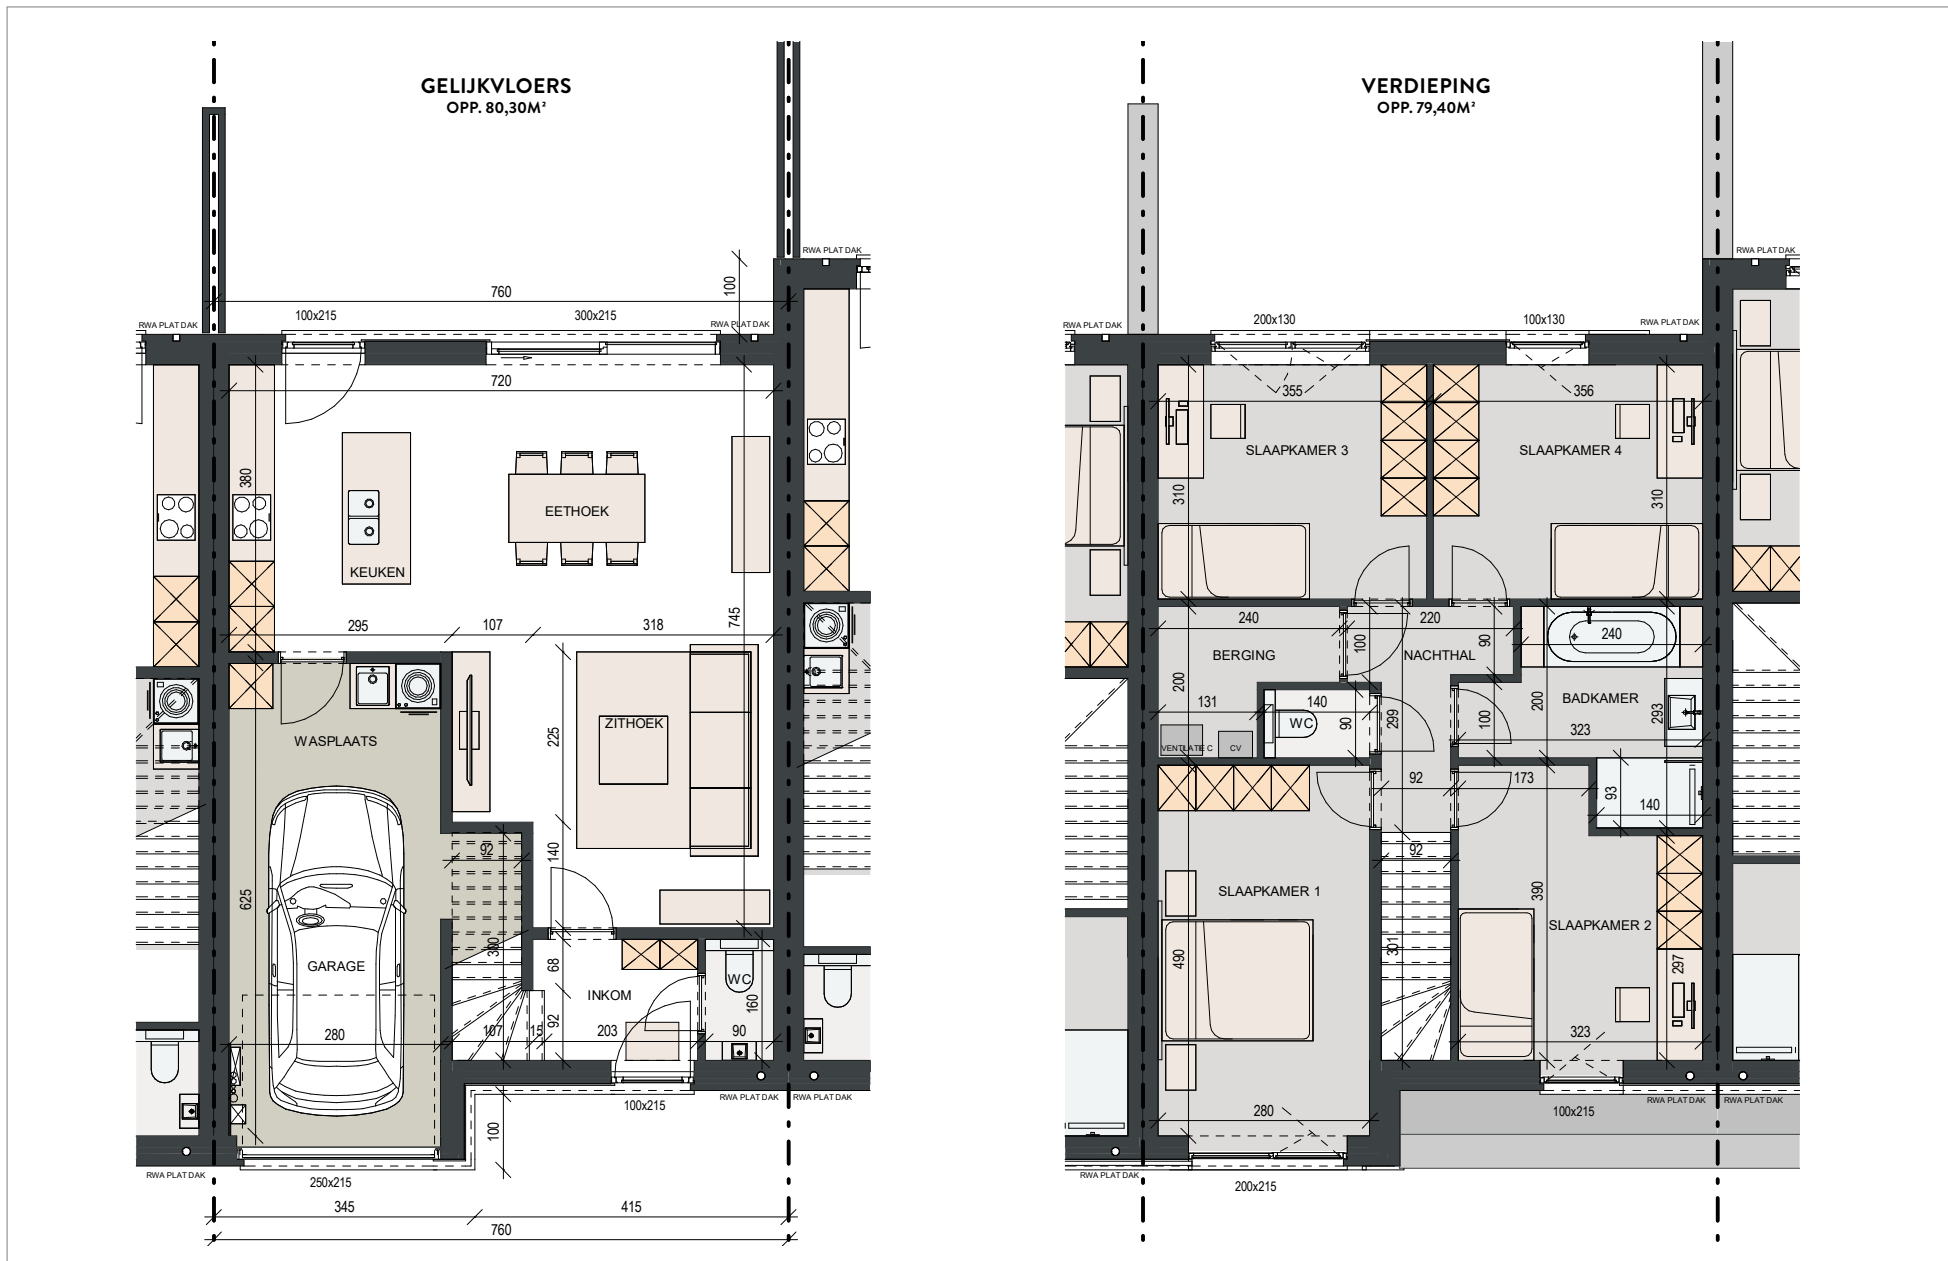 GELIJKVLOERS
OPP. 80,30M²
RWA PLAT DAK
100
760
100x215
300x215
RWA PLAT DAK
RWA PLAT DAK
720
380
EETHOEK
KEUKEN
745
295
107
318
225
ZITHOEK
WASPLAATS
92
140
625
380
GARAGE
68
WC
INKOM
160
280
107
15
92
203
90
100x215
RWA PLAT DAK
RWA PLAT DAK
100
RWA PLAT DAK
250x215
345
415
760
VERDIEPING
OPP. 79,40M²
RWA PLAT DAK
200x130
100x130
RWA PLAT DAK
RWA PLAT DAK
355
356
SLAAPKAMER 3
SLAAPKAMER 4
310
310
240
220
240
100
90
BERGING
NACHTHAL
200
200
BADKAMER
131
140
WC
90
299
100
293
323
VENTILATIE C
CV
92
173
93
140
92
SLAAPKAMER 1
390
SLAAPKAMER 2
490
301
297
323
280
100x215
RWA PLAT DAK
RWA PLAT DAK
RWA PLAT DAK
200x215